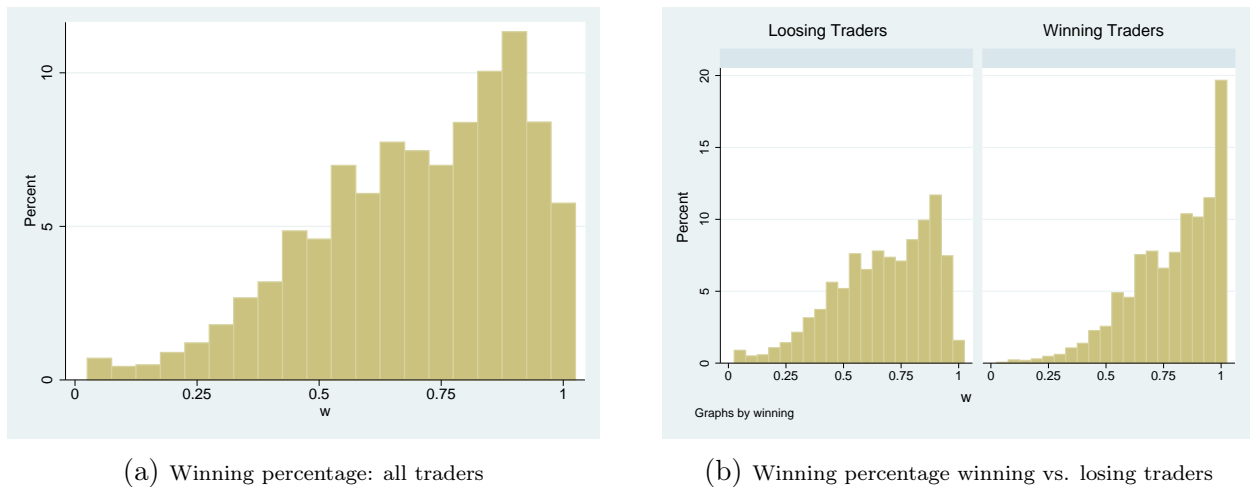 Percent
10
5
0
0 0.25 0.5 0.75 1
w
Loosing Traders Winning Traders
Percent
20
15
10
5
0
0 0.25 0.5 0.75 1 0 0.25 0.5 0.75 1
w
Graphs by winning
(a) Winning percentage: all traders
(b) Winning percentage winning vs. losing traders